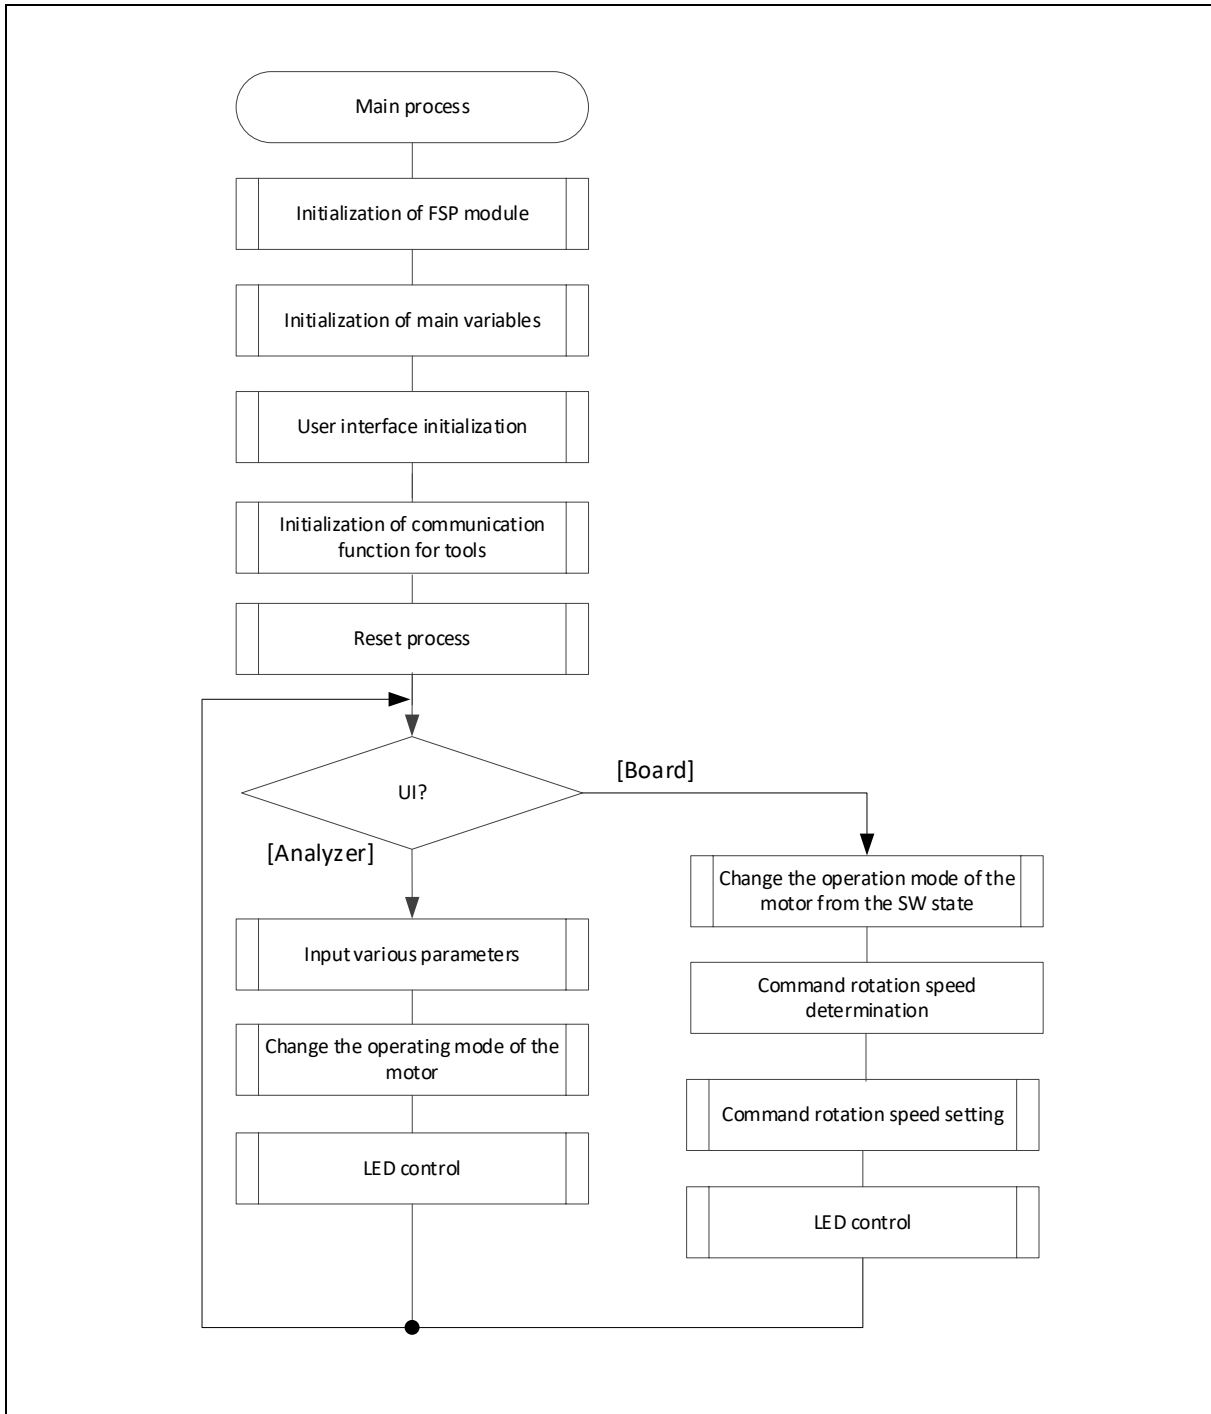 Main process
Initialization of FSP module
Initialization of main variables
User interface initialization
Initialization of communication
function for tools
Reset process
UI?
[Board]
[Analyzer]
Input various parameters
Change the operating mode of the
motor
LED control
Change the operation mode of the
motor from the SW state
Command rotation speed
determination
Command rotation speed setting
LED control